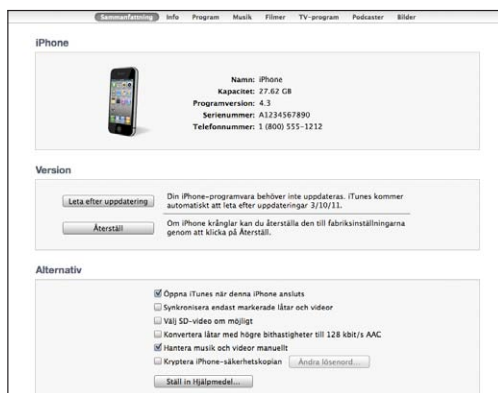 Sammanfattning Info Program Musik Filmer TV-program Podcaster Bilder
iPhone
Namn: iPhone
Kapacitet: 27.62 GB
Programversion: 4.3
Serienummer: A1234567890
Telefonnummer: 1 (800) 555-1212
Version
Leta efter uppdatering
Din iPhone-programvara behöver inte uppdateras. iTunes kommer
automatiskt att leta efter uppdateringar 3/10/11.
Återställ
Om iPhone krånglar kan du återställa den till fabriksinställningarna
genom att klicka på Återställ.
Alternativ
Öppna iTunes när denna iPhone ansluts
Synkronisera endast markerade låtar och videor
Välj SD-video om möjligt
Konvertera låtar med högre bithastigheter till 128 kbit/s AAC
Hantera musik och videor manuellt
Kryptera iPhone-säkerhetskopian Ändra lösenord...
Ställ in Hjälpmedel...